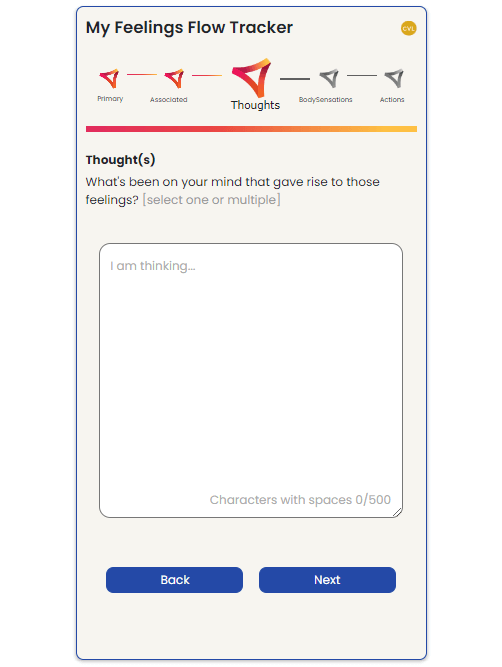 My Feelings Flow Tracker
CVL
Primary
Associated
Thoughts
BodySensations
Actions
Thought(s)
What's been on your mind that gave rise to those
feelings? [select one or multiple]
I am thinking...
Characters with spaces 0/500
Back
Next